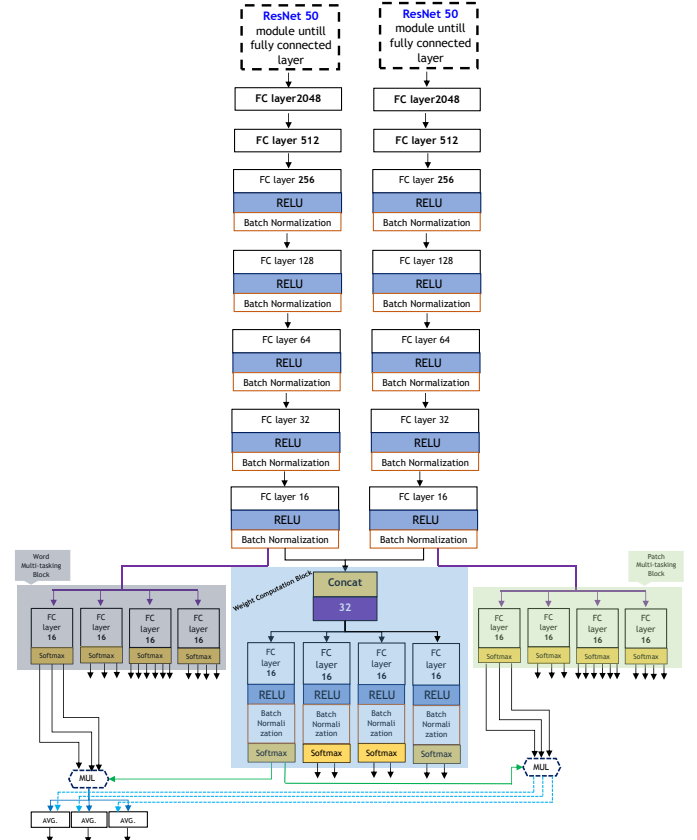 ResNet 50
module untill
fully connected
layer
ResNet 50
module untill
fully connected
layer
FC layer2048
FC layer2048
FC layer 512
FC layer 512
FC layer 256
RELU
Batch Normalization
FC layer 256
RELU
Batch Normalization
FC layer 128
RELU
Batch Normalization
FC layer 128
RELU
Batch Normalization
FC layer 64
RELU
Batch Normalization
FC layer 64
RELU
Batch Normalization
FC layer 32
RELU
Batch Normalization
FC layer 32
RELU
Batch Normalization
FC layer 16
RELU
Batch Normalization
FC layer 16
RELU
Batch Normalization
Word
Multi-tasking
Block
FC
layer
16
Softmax
FC
layer
16
Softmax
FC
layer
16
Softmax
FC
layer
16
Softmax
Weight Computation Block
Concat
32
FC
layer
16
RELU
Batch
Normali
zation
Softmax
FC
layer
16
RELU
Batch
Normali
zation
Softmax
FC
layer
16
RELU
Batch
Normali
zation
Softmax
FC
layer
16
RELU
Batch
Normali
zation
Softmax
Patch
Multi-tasking
Block
FC
layer
16
Softmax
FC
layer
16
Softmax
FC
layer
16
Softmax
FC
layer
16
Softmax
MUL
MUL
AVG.
AVG.
AVG.